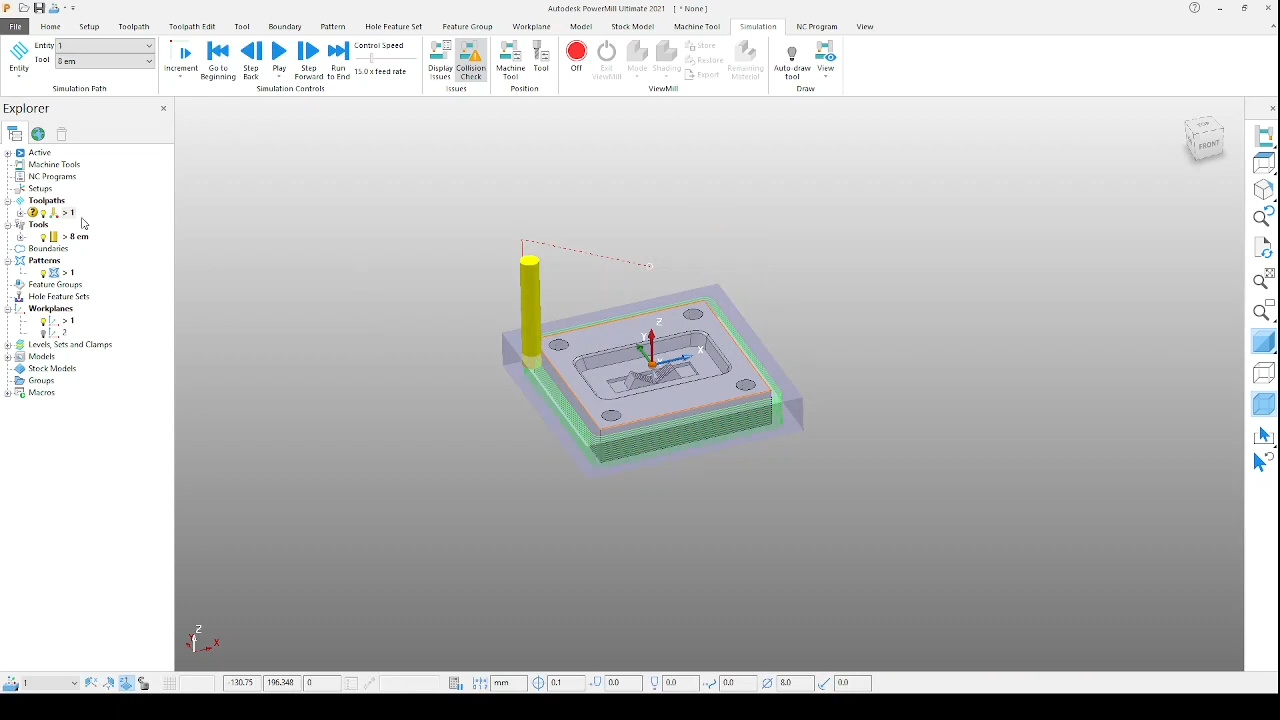 Autodesk PowerMill Ultimate 2021 [ * None ]
File Home Setup Toolpath Toolpath Edit Tool Boundary Pattern Hole Feature Set Feature Group Workplane Model Stock Model Machine Tool Simulation NC Program View
Entity
Entity 1
Tool 8 em
Simulation Path
Increment
Go to Beginning
Step Back
Play
Step Forward
Run to End
Control Speed
15.0 x feed rate
Simulation Controls
Display Issues
Collision Check
Issues
Machine Tool
Tool
Position
Off
Exit ViewMill
Mode
Shading
Store
Restore
Export
Remaining Material
ViewMill
Auto-draw tool
View
Draw
Explorer
Active
Machine Tools
NC Programs
Setups
Toolpaths
> 1
Tools
> 8 em
Boundaries
Patterns
> 1
Feature Groups
Hole Feature Sets
Workplanes
> 1
2
Levels, Sets and Clamps
Models
Stock Models
Groups
Macros
TOP
FRONT
Z
Y
X
Z
Y
X
1 -130.75 196.348 0 mm 0.1 0.0 0.0 0.0 8.0 0.0